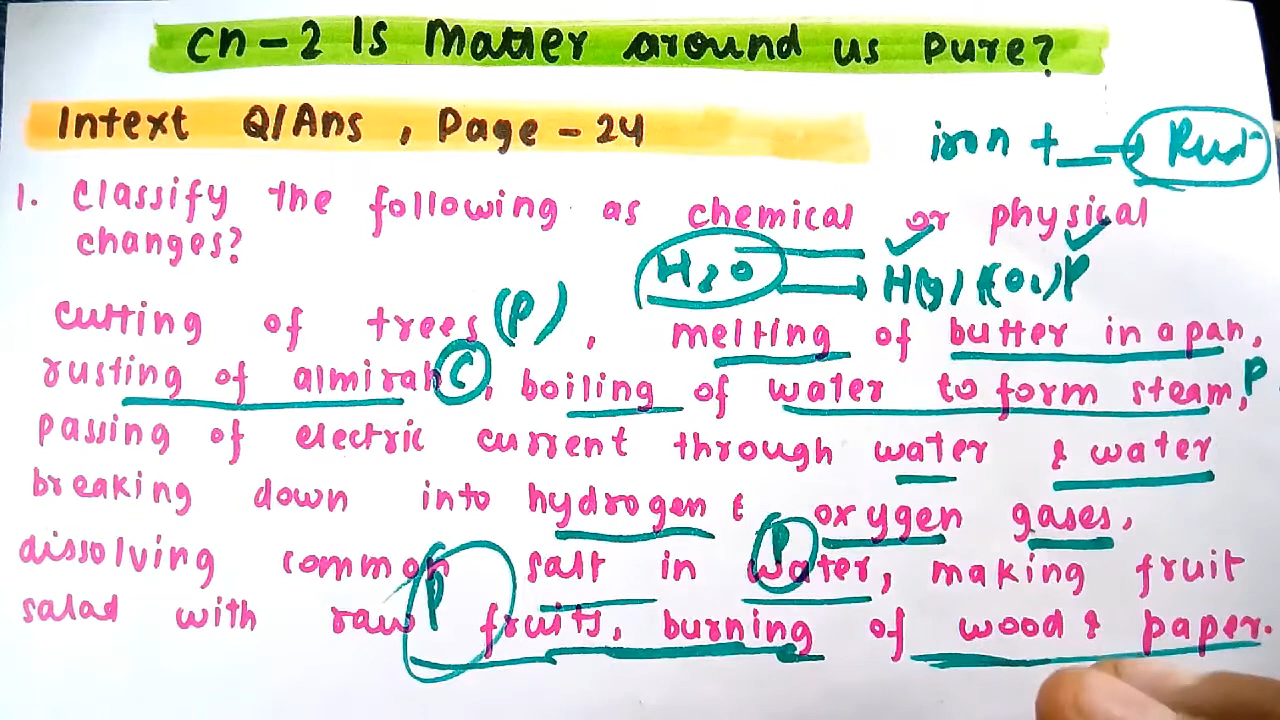 Ch-2 Is Matter around us Pure?
Intext Q/Ans, Page-24
iron + __ → Rust
1. Classify the following as chemical or physical
changes?
H2O → H(g) + (O2)P
cutting of trees (P), melting of butter in a pan,
rusting of almirah C, boiling of water to form steam, P
Passing of electric current through water & water
breaking down into hydrogen & oxygen gases,
dissolving common salt in water, P making fruit
salad with raw P fruits, burning of wood & paper.